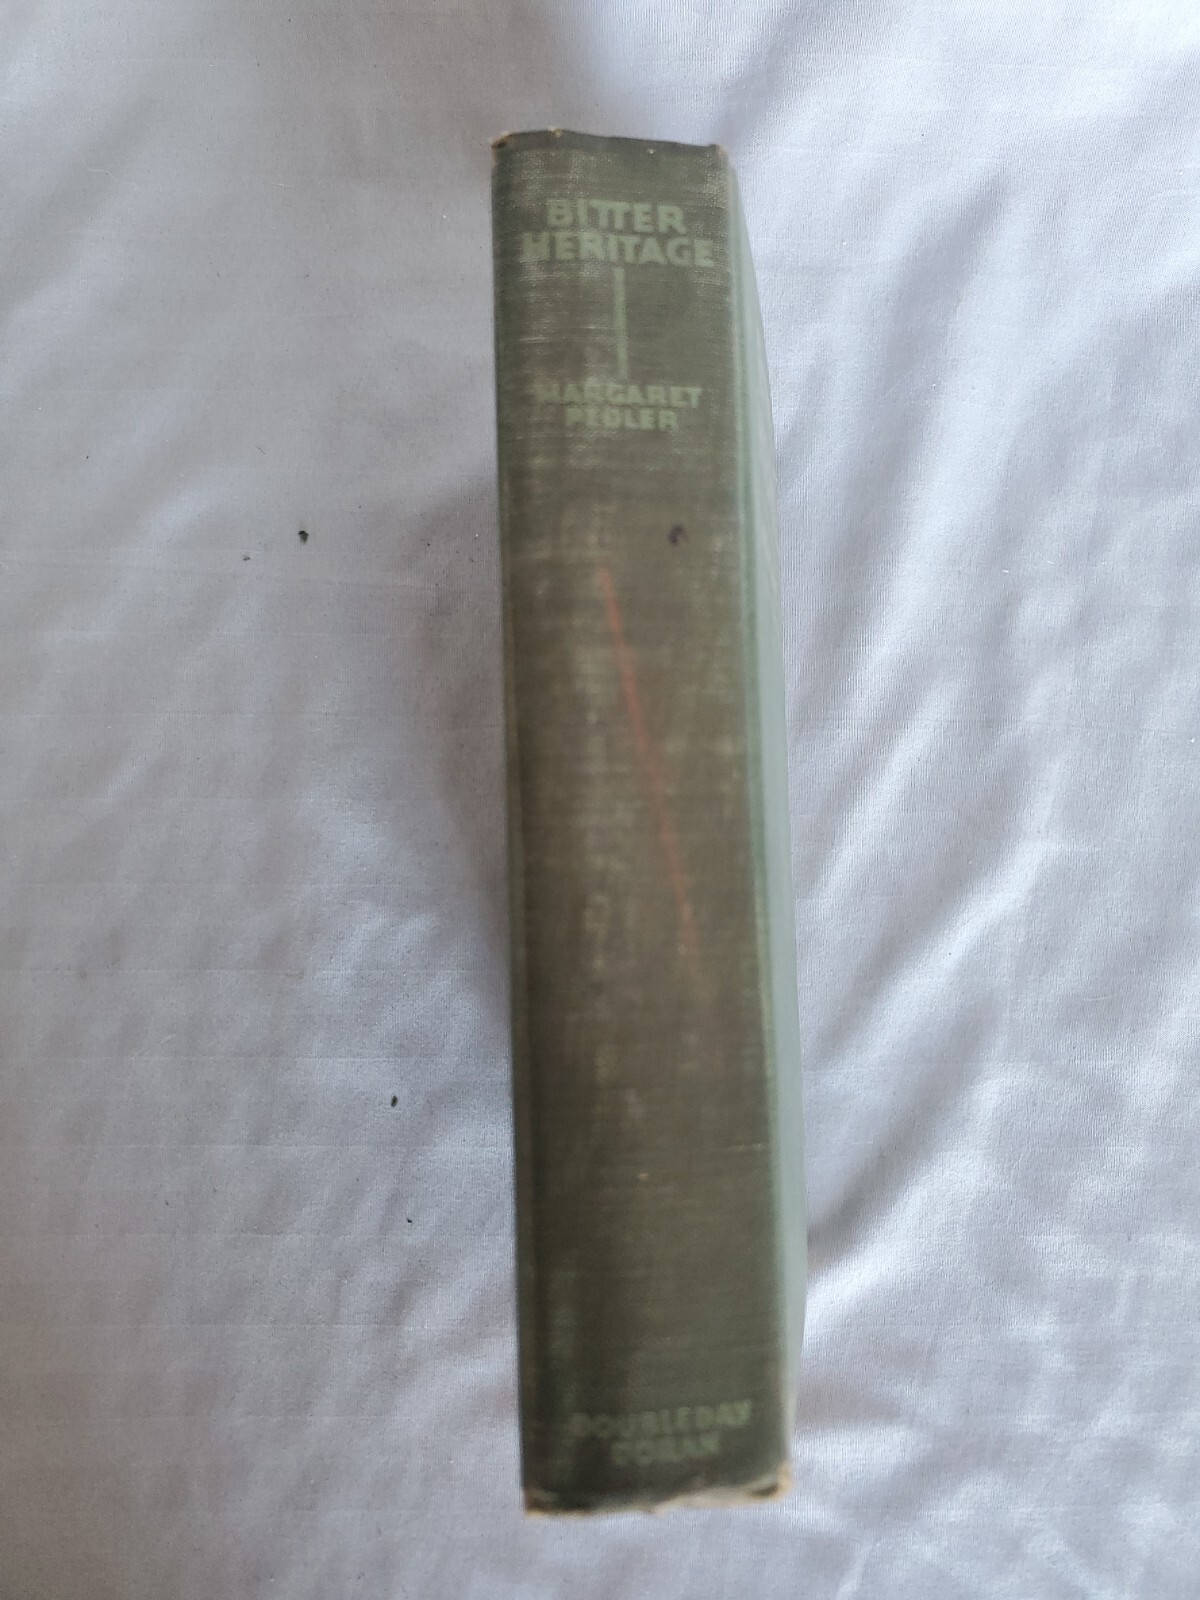 BITTER
HERITAGE
MARGARET
PEDLER
DOUBLEDAY
DORAN